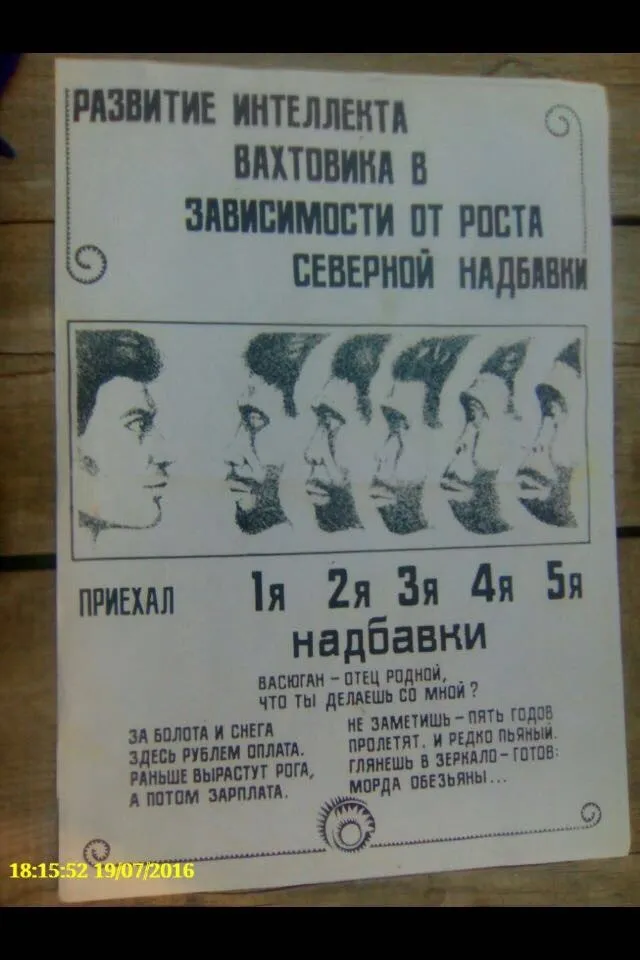 РАЗВИТИЕ ИНТЕЛЛЕКТА
ВАХТОВИКА В
ЗАВИСИМОСТИ ОТ РОСТА
СЕВЕРНОЙ НАДБАВКИ
ПРИЕХАЛ 1я 2я 3я 4я 5я
надбавки
ВАСЮГАН – ОТЕЦ РОДНОЙ,
ЧТО ТЫ ДЕЛАЕШЬ СО МНОЙ?
ЗА БОЛОТА И СНЕГА
ЗДЕСЬ РУБЛЕМ ОПЛАТА.
РАНЬШЕ ВЫРАСТУТ РОГА,
А ПОТОМ ЗАРПЛАТА.
НЕ ЗАМЕТИШЬ – ПЯТЬ ГОДОВ
ПРОЛЕТЯТ, И РЕДКО ПЬЯНЫЙ.
ГЛЯНЕШЬ В ЗЕРКАЛО – ГОТОВ:
МОРДА ОБЕЗЬЯНЫ...
18:15:52 19/07/2016